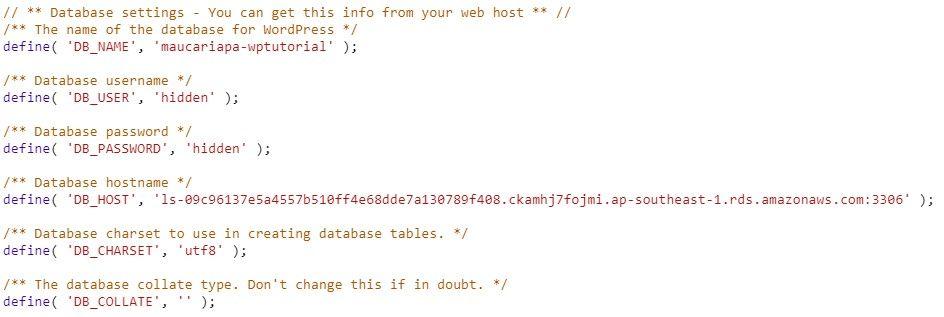 // ** Database settings - You can get this info from your web host ** //
/** The name of the database for WordPress */
define( 'DB_NAME', 'maucariapa-wptutorial' );
/** Database username */
define( 'DB_USER', 'hidden' );
/** Database password */
define( 'DB_PASSWORD', 'hidden' );
/** Database hostname */
define( 'DB_HOST', 'ls-09c96137e5a4557b510ff4e68dde7a130789f408.ckamhj7fojmi.ap-southeast-1.rds.amazonaws.com:3306' );
/** Database charset to use in creating database tables. */
define( 'DB_CHARSET', 'utf8' );
/** The database collate type. Don't change this if in doubt. */
define( 'DB_COLLATE', '' );